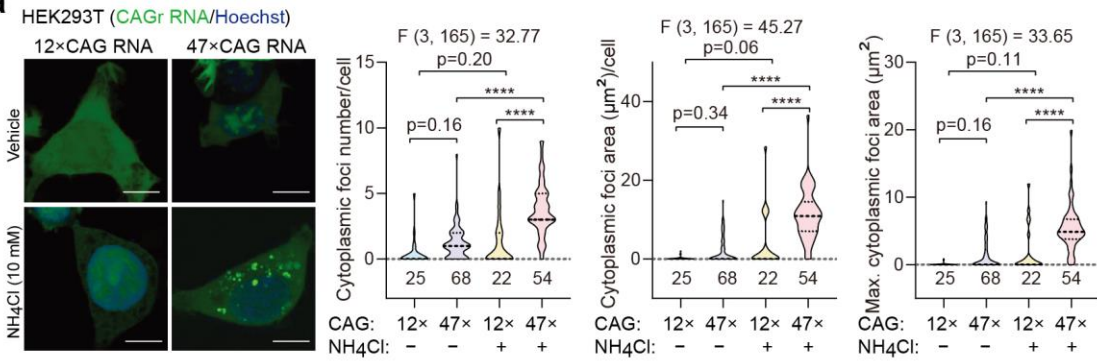 a
HEK293T (CAGr RNA/Hoechst)
12×CAG RNA 47×CAG RNA
Vehicle
NH4Cl (10 mM)
F (3, 165) = 32.77
p=0.20
****
****
p=0.16
Cytoplasmic foci number/cell
15
10
5
0
25 68 22 54
CAG: 12× 47× 12× 47×
NH4Cl: – – + +
F (3, 165) = 45.27
p=0.06
****
****
p=0.34
Cytoplasmic foci area (µm²)/cell
40
20
0
25 68 22 54
CAG: 12× 47× 12× 47×
NH4Cl: – – + +
F (3, 165) = 33.65
p=0.11
****
****
p=0.16
Max. cytoplasmic foci area (µm²)
30
20
10
0
25 68 22 54
CAG: 12× 47× 12× 47×
NH4Cl: – – + +